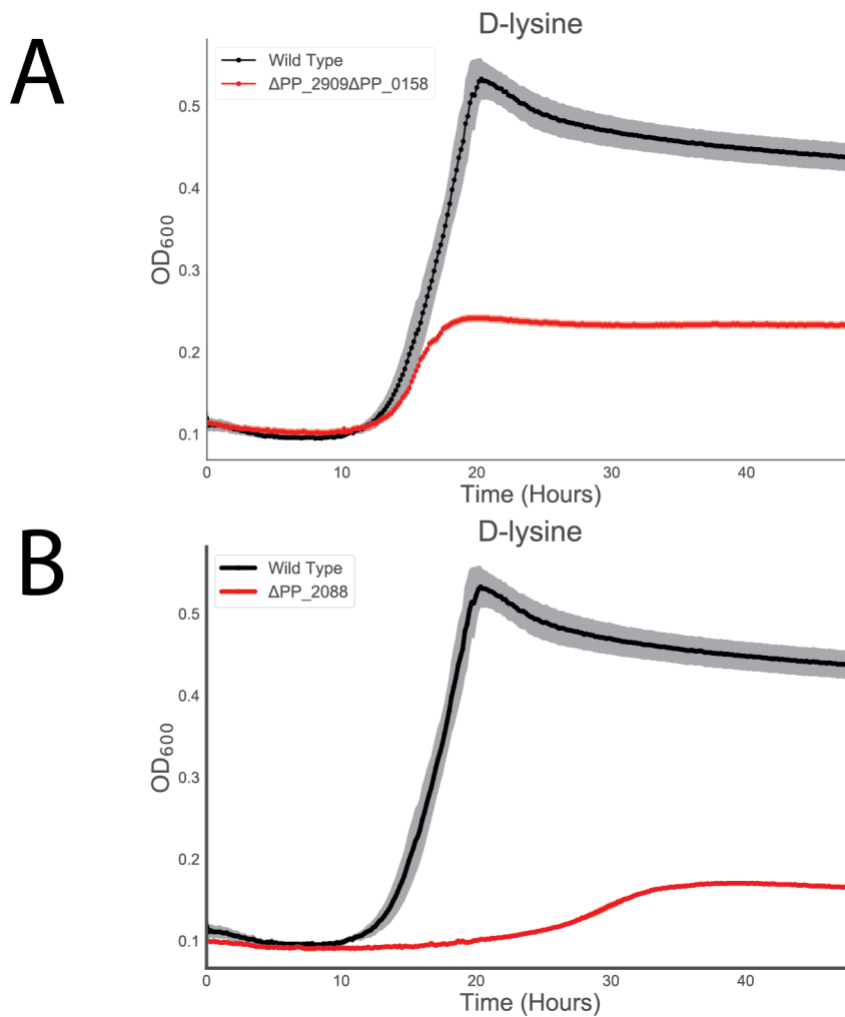 A
D-lysine
Wild Type
ΔPP_2909ΔPP_0158
0.5
0.4
0.3
0.2
0.1
OD600
0
10
20
30
40
Time (Hours)
B
D-lysine
Wild Type
ΔPP_2088
0.5
0.4
0.3
0.2
0.1
OD600
0
10
20
30
40
Time (Hours)